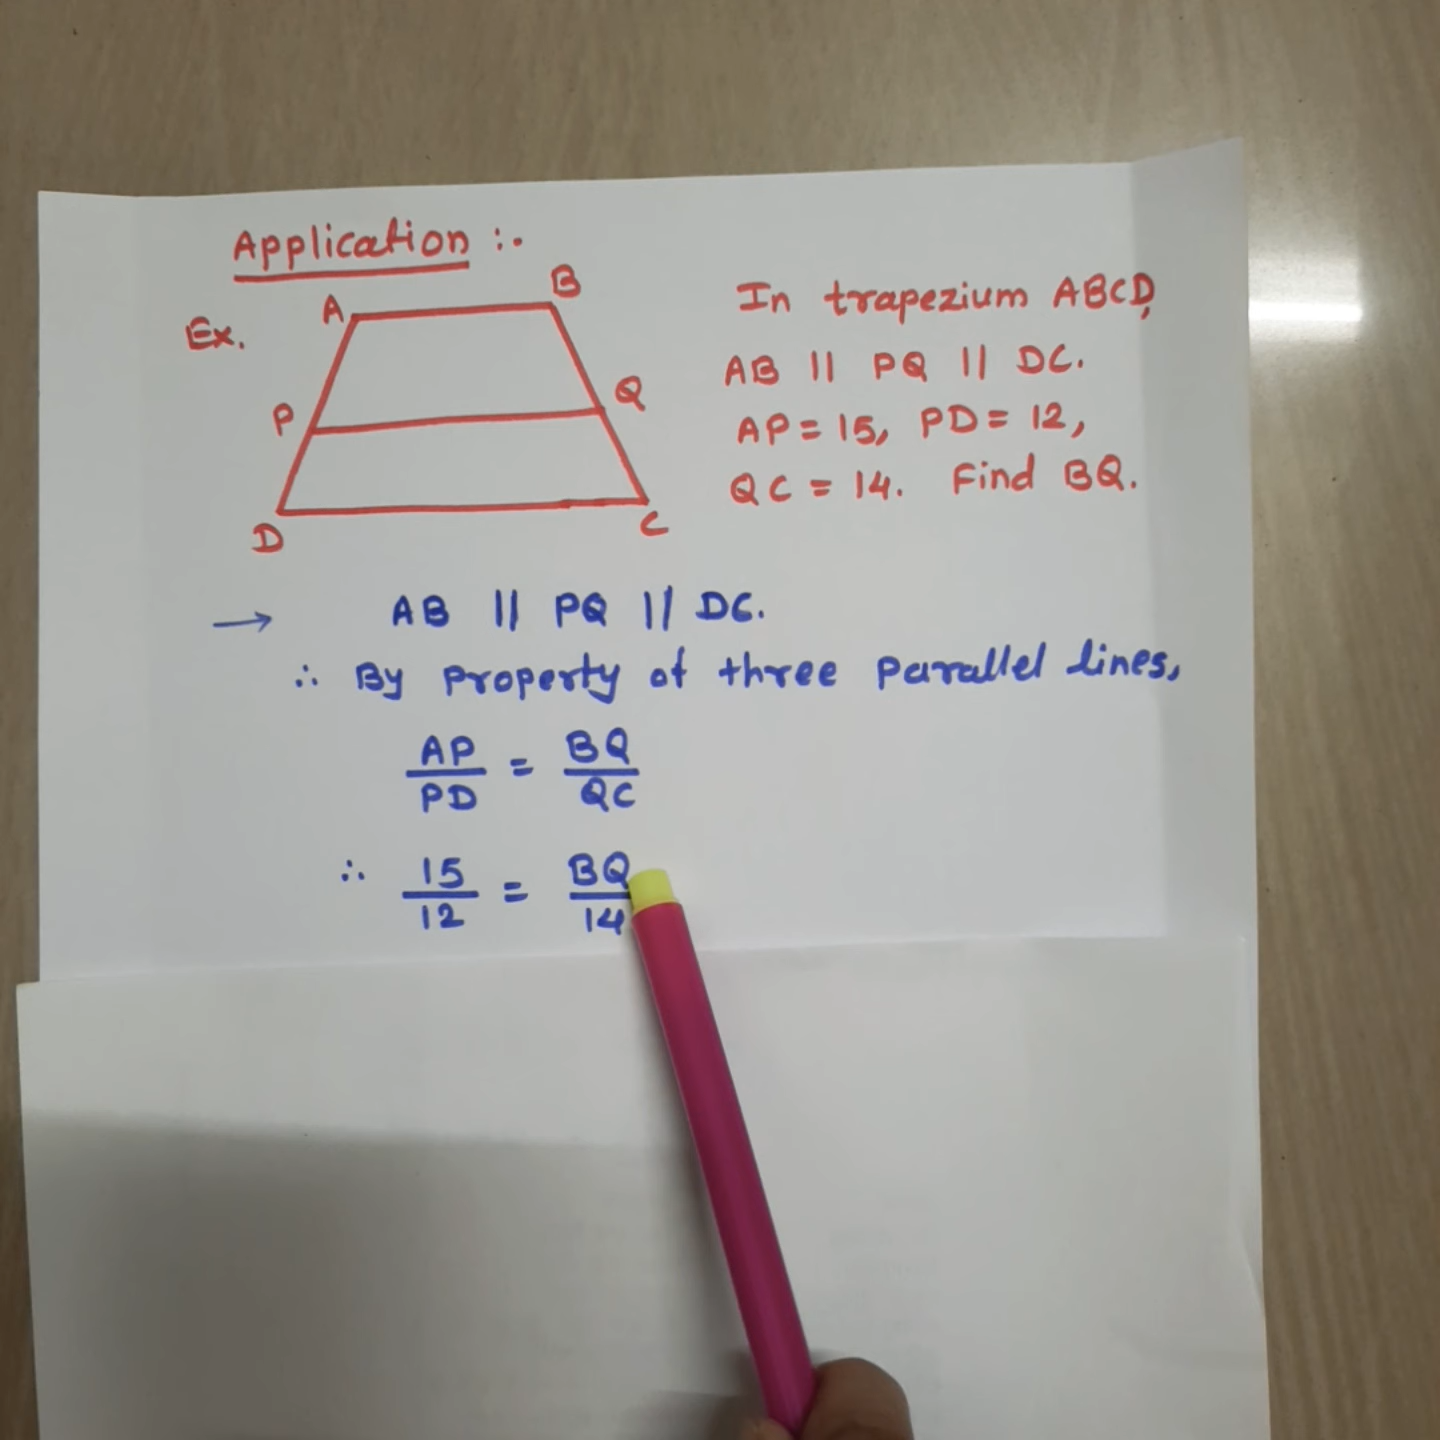 Application :.
Ex.
A
B
P
Q
D
C
In trapezium ABCD,
AB || PQ || DC.
AP = 15, PD = 12,
QC = 14. Find BQ.
→ AB || PQ || DC.
∴ By property of three parallel lines,
AP/PD = BQ/QC
∴ 15/12 = BQ/14